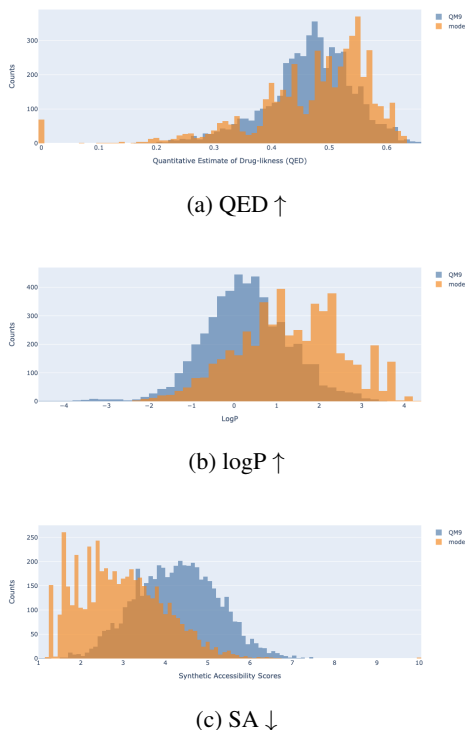 QM9
model
300
200
100
0
Counts
0 0.1 0.2 0.3 0.4 0.5 0.6
Quantitative Estimate of Drug-likness (QED)
(a) QED ↑
QM9
model
400
300
200
100
0
Counts
−4 −3 −2 −1 0 1 2 3 4
LogP
(b) logP ↑
QM9
model
250
200
150
100
50
0
Counts
1 2 3 4 5 6 7 8 9 10
Synthetic Accessibility Scores
(c) SA ↓